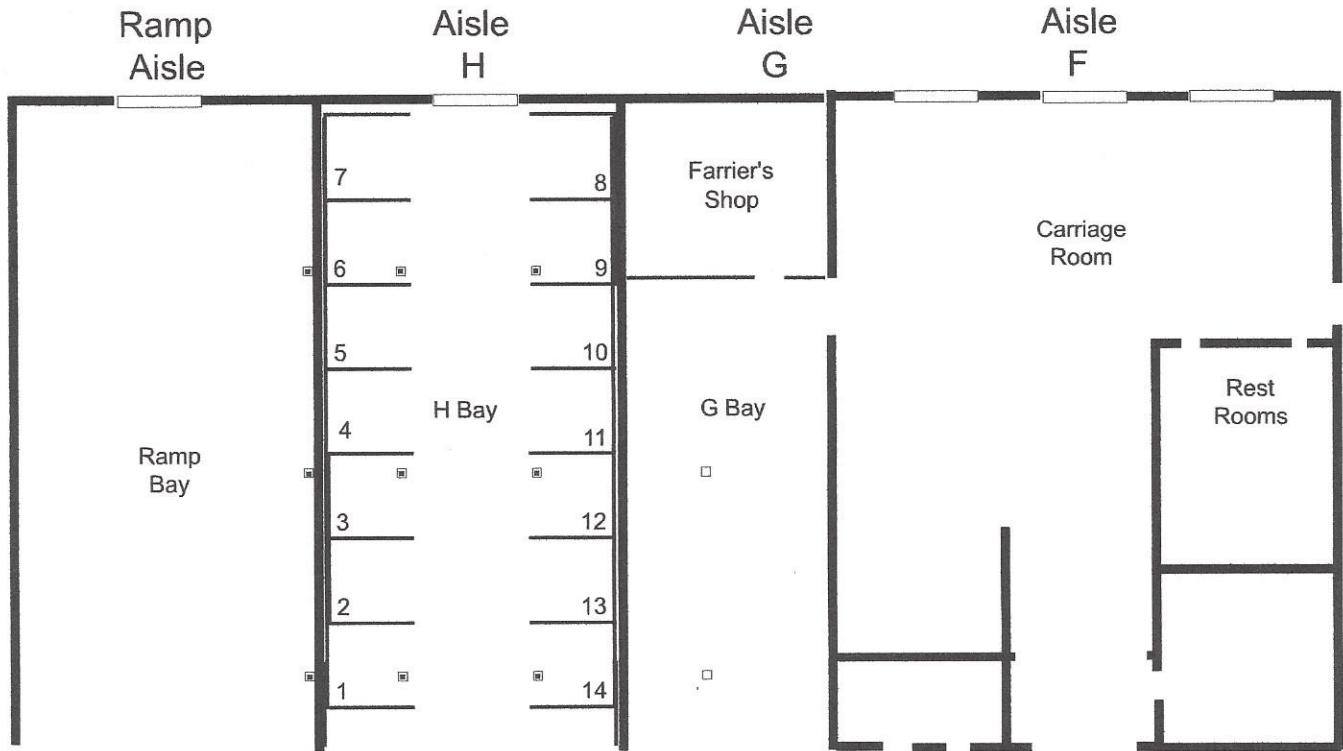 Ramp
Aisle
Aisle
H
Aisle
G
Aisle
F
7
8
Farrier's
Shop
Carriage
Room
6
9
5
10
Rest
Rooms
H Bay
G Bay
4
11
Ramp
Bay
3
12
2
13
1
14